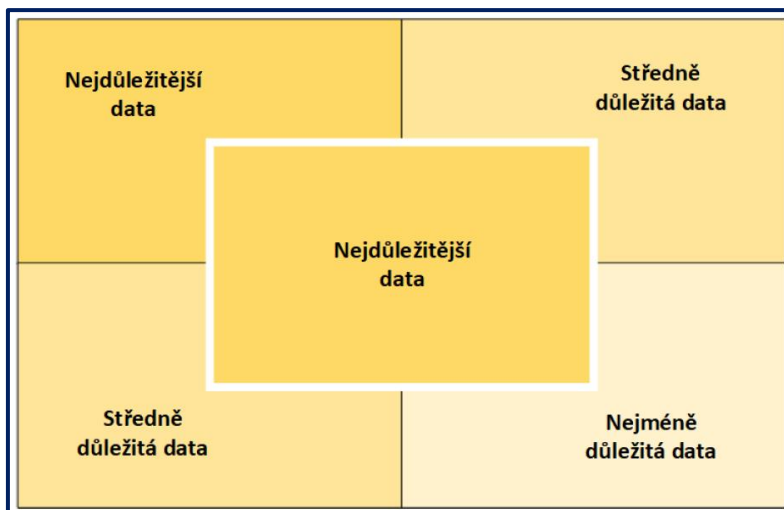 Nejdůležitější
data
Středně
důležitá data
Nejdůležitější
data
Středně
důležitá data
Nejméně
důležitá data